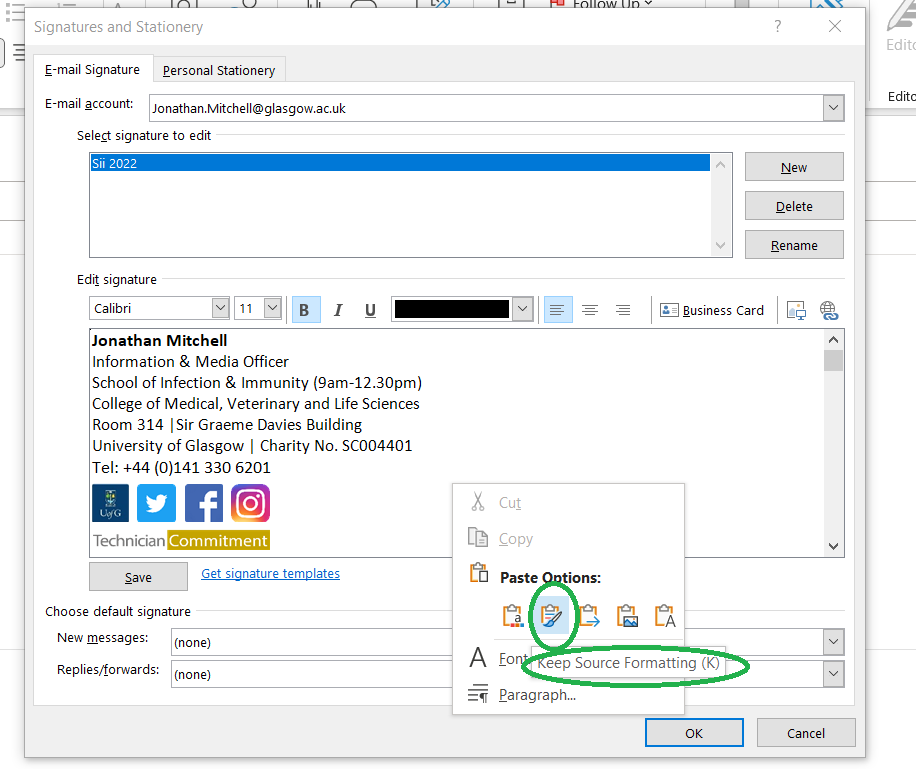 Follow Up
Signatures and Stationery
?
E-mail Signature
Personal Stationery
E-mail account:
Jonathan.Mitchell@glasgow.ac.uk
Select signature to edit
Sii 2022
New
Delete
Rename
Edit signature
Calibri
11
B I U
Business Card
Jonathan Mitchell
Information & Media Officer
School of Infection & Immunity (9am-12.30pm)
College of Medical, Veterinary and Life Sciences
Room 314 |Sir Graeme Davies Building
University of Glasgow | Charity No. SC004401
Tel: +44 (0)141 330 6201
UofG
Technician Commitment
Save
Get signature templates
Choose default signature
New messages:
(none)
Replies/forwards:
(none)
Cut
Copy
Paste Options:
Font
Keep Source Formatting (K)
Paragraph...
OK
Cancel